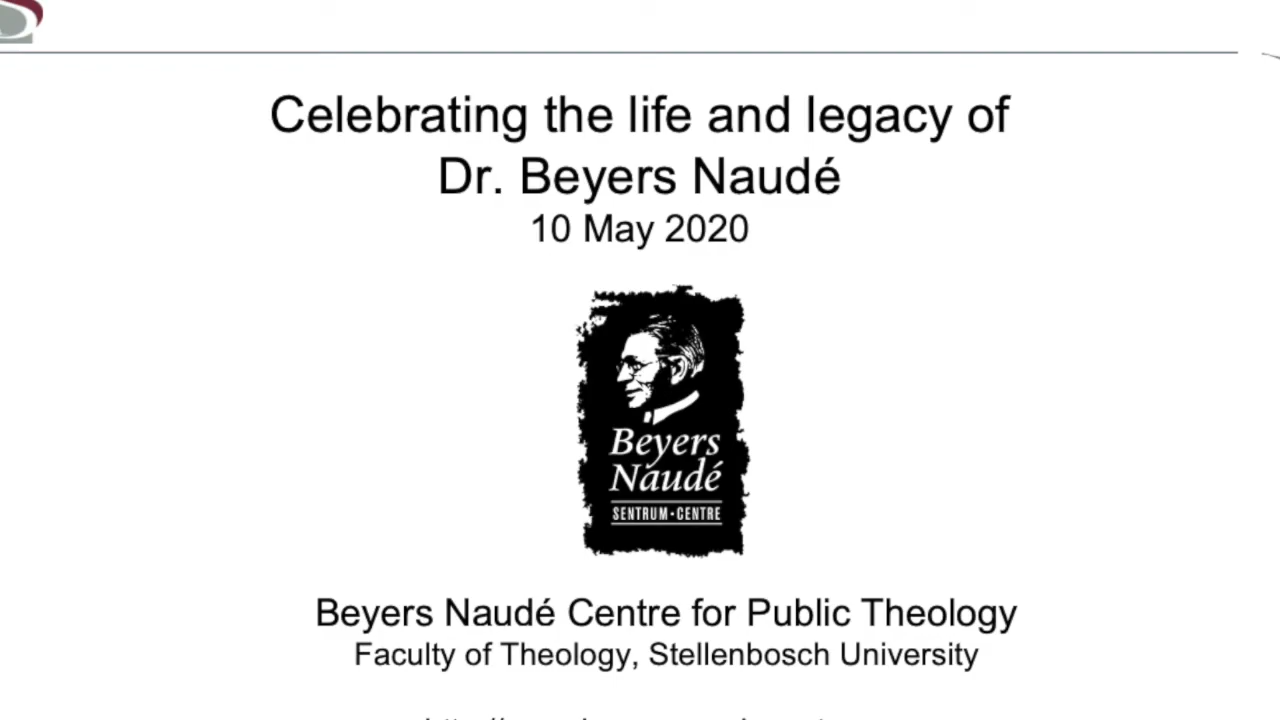 Celebrating the life and legacy of
Dr. Beyers Naudé
10 May 2020
Beyers
Naudé
SENTRUM•CENTRE
Beyers Naudé Centre for Public Theology
Faculty of Theology, Stellenbosch University